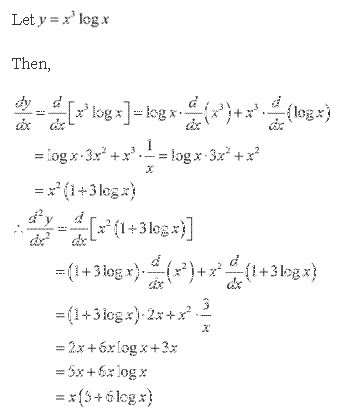 Let y = x³ log x
Then,
dy/dx = d/dx [x³ log x] = log x · d/dx (x³) + x³ · d/dx (log x)
= log x · 3x² + x³ · 1/x = log x · 3x² + x²
= x² (1+3 log x)
∴ d²y/dx² = d/dx [x² (1+3 log x)]
= (1+3 log x) · d/dx (x²) + x² d/dx (1+3 log x)
= (1+3 log x) · 2x + x² · 3/x
= 2x + 6x log x + 3x
= 5x + 6x log x
= x(5+6 log x)